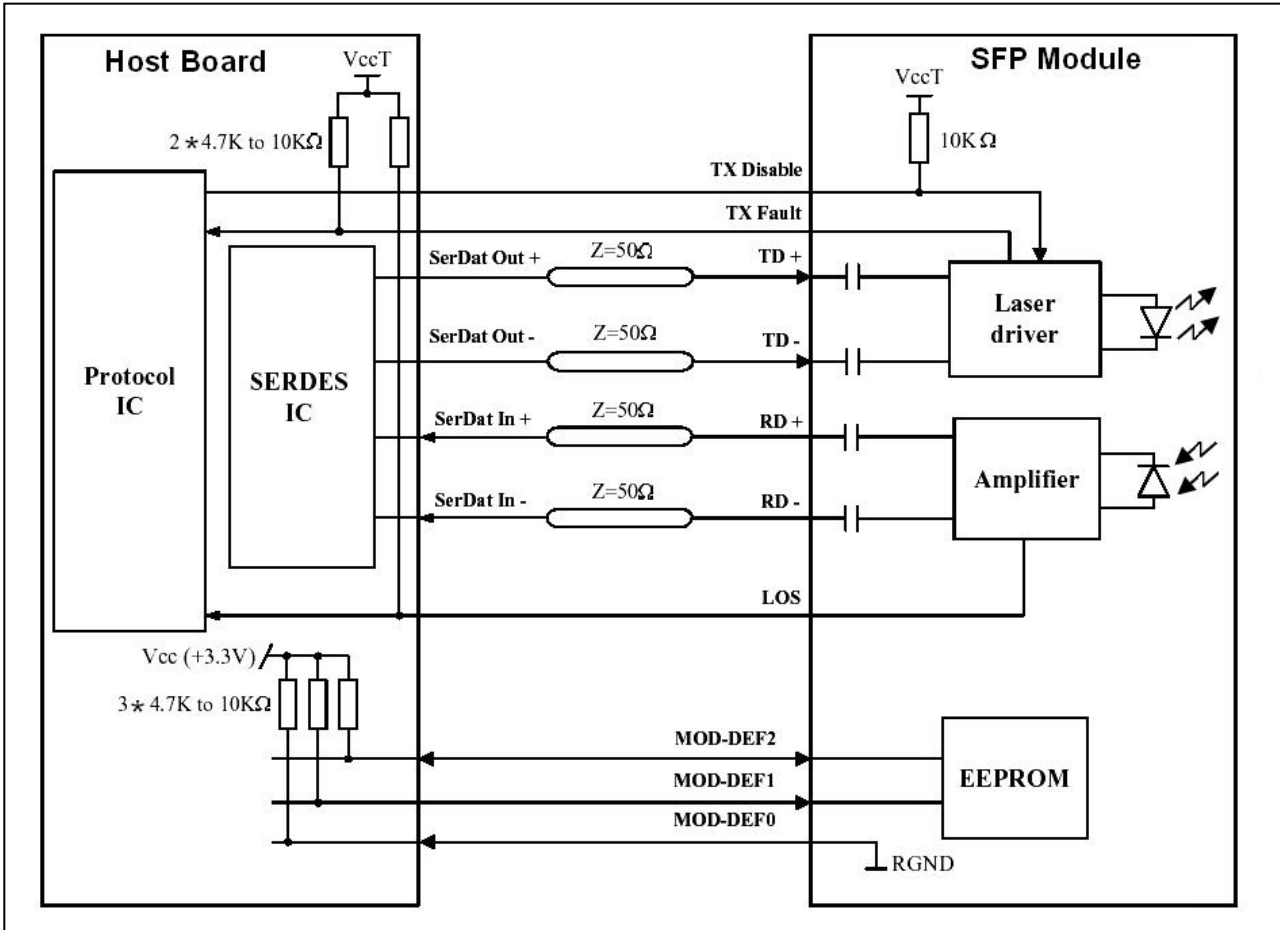 Host Board
VccT
2*4.7K to 10KΩ
SFP Module
VccT
10K Ω
TX Disable
TX Fault
SerDat Out +
Z=50Ω
TD +
SerDat Out -
Z=50Ω
TD -
Laser
driver
Protocol
IC
SERDES
IC
SerDat In +
Z=50Ω
RD +
SerDat In -
Z=50Ω
RD -
Amplifier
LOS
Vcc (+3.3V)
3* 4.7K to 10KΩ
MOD-DEF2
MOD-DEF1
MOD-DEF0
EEPROM
RGND